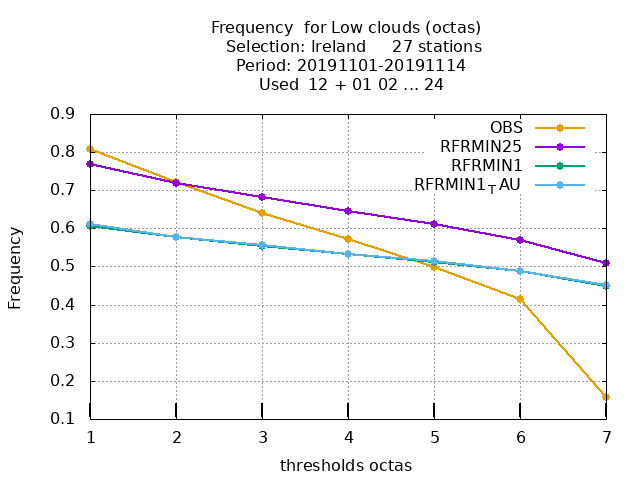 Frequency  for Low clouds (octas)
Selection: Ireland     27 stations
Period: 20191101-20191114
Used  12 + 01 02 ... 24
OBS
RFRMIN25
RFRMIN1
RFRMIN1_TAU
0.9
0.8
0.7
0.6
0.5
0.4
0.3
0.2
0.1
Frequency
1 2 3 4 5 6 7
thresholds octas